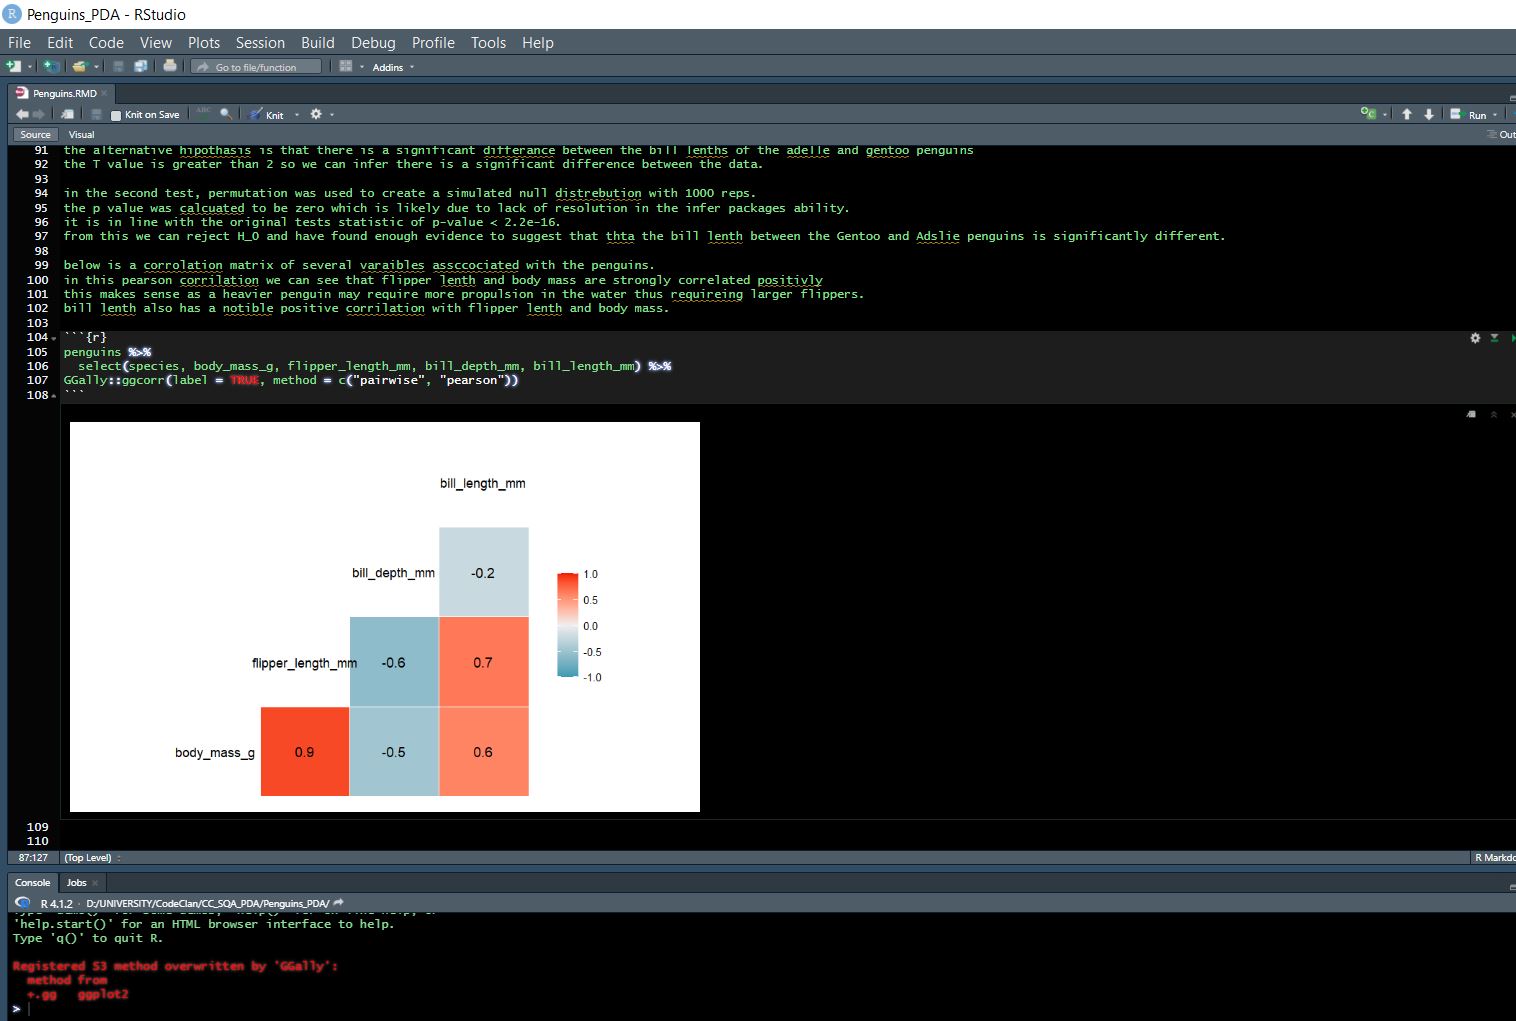 Penguins_PDA - RStudio
File Edit Code View Plots Session Build Debug Profile Tools Help
Go to file/function Addins
Penguins.RMD
Knit on Save ABC Knit Run
Source Visual Out
91 the alternative hipothasis is that there is a significant differance between the bill lenths of the adelle and gentoo penguins
92 the T value is greater than 2 so we can infer there is a significant difference between the data.
93
94 in the second test, permutation was used to create a simulated null distrebution with 1000 reps.
95 the p value was calcuated to be zero which is likely due to lack of resolution in the infer packages ability.
96 it is in line with the original tests statistic of p-value < 2.2e-16.
97 from this we can reject H_O and have found enough evidence to suggest that thta the bill lenth between the Gentoo and Adslie penguins is significantly different.
98
99 below is a corrolation matrix of several varaibles assccociated with the penguins.
100 in this pearson corrilation we can see that flipper lenth and body mass are strongly correlated positivly
101 this makes sense as a heavier penguin may require more propulsion in the water thus requireing larger flippers.
102 bill lenth also has a notible positive corrilation with flipper lenth and body mass.
103
104 ```{r}
105 penguins %>%
106 select(species, body_mass_g, flipper_length_mm, bill_depth_mm, bill_length_mm) %>%
107 GGally::ggcorr(label = TRUE, method = c("pairwise", "pearson"))
108 ```
bill_length_mm
bill_depth_mm -0.2
1.0
0.5
0.0
-0.5
-1.0
flipper_length_mm -0.6 0.7
body_mass_g 0.9 -0.5 0.6
109
110
87:127 (Top Level) R Markdo
Console Jobs
R 4.1.2 · D:/UNIVERSITY/CodeClan/CC_SQA_PDA/Penguins_PDA/
'help.start()' for an HTML browser interface to help.
Type 'q()' to quit R.
Registered S3 method overwritten by 'GGally':
method from
+.gg ggplot2
>